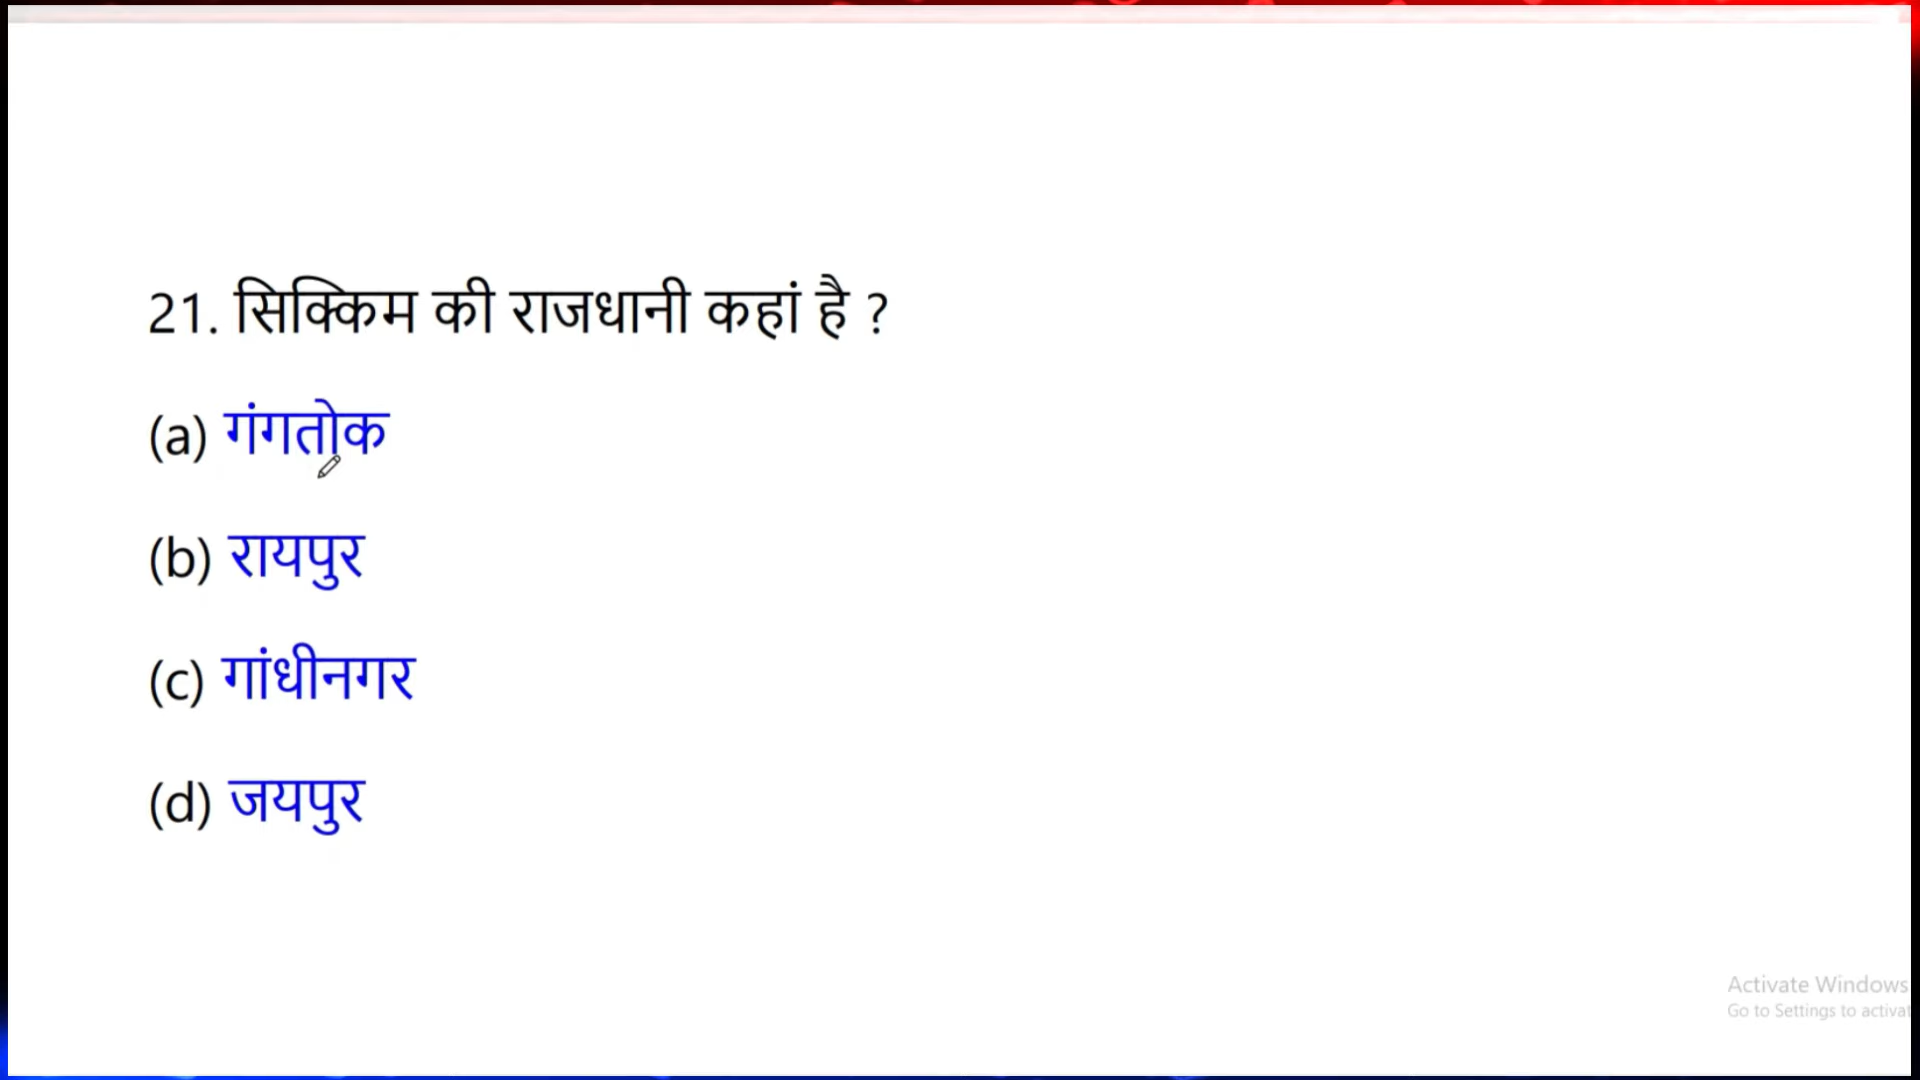 21. सिक्किम की राजधानी कहां है ?
(a) गंगतोक
(b) रायपुर
(c) गांधीनगर
(d) जयपुर
Activate Windows
Go to Settings to activat